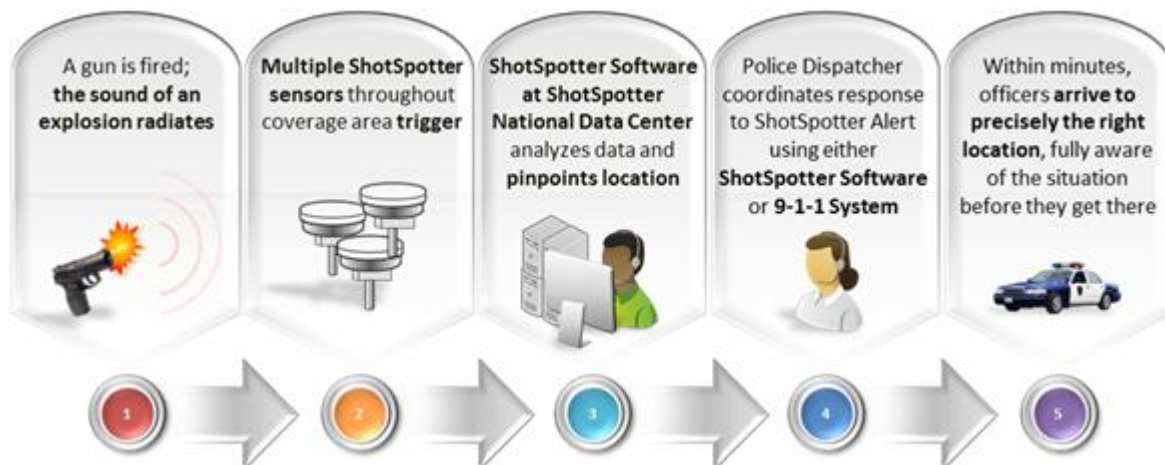 A gun is fired;
the sound of an
explosion radiates
Multiple ShotSpotter
sensors throughout
coverage area trigger
ShotSpotter Software
at ShotSpotter
National Data Center
analyzes data and
pinpoints location
Police Dispatcher
coordinates response
to ShotSpotter Alert
using either
ShotSpotter Software
or 9-1-1 System
Within minutes,
officers arrive to
precisely the right
location, fully aware
of the situation
before they get there
1
2
3
4
5